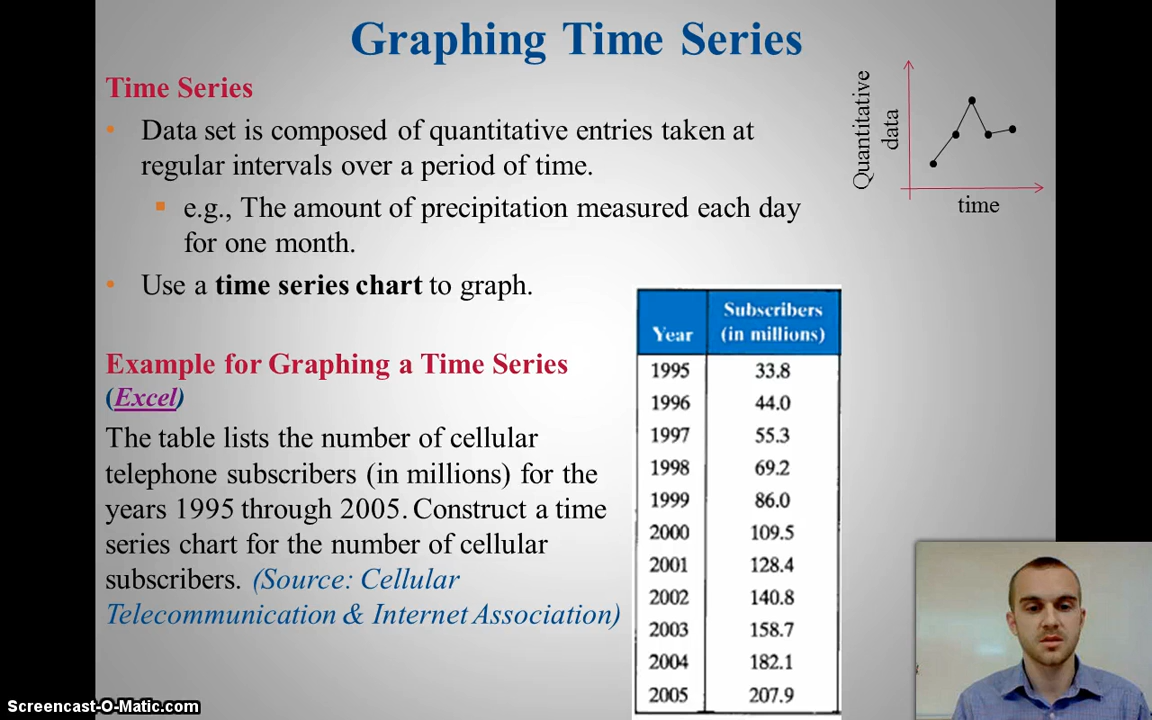 Graphing Time Series
Time Series
• Data set is composed of quantitative entries taken at
regular intervals over a period of time.
▪ e.g., The amount of precipitation measured each day
for one month.
• Use a time series chart to graph.
Quantitative
data
time
Example for Graphing a Time Series
(Excel)
The table lists the number of cellular
telephone subscribers (in millions) for the
years 1995 through 2005. Construct a time
series chart for the number of cellular
subscribers. (Source: Cellular
Telecommunication & Internet Association)
Year Subscribers (in millions)
1995 33.8
1996 44.0
1997 55.3
1998 69.2
1999 86.0
2000 109.5
2001 128.4
2002 140.8
2003 158.7
2004 182.1
2005 207.9
Screencast-O-Matic.com